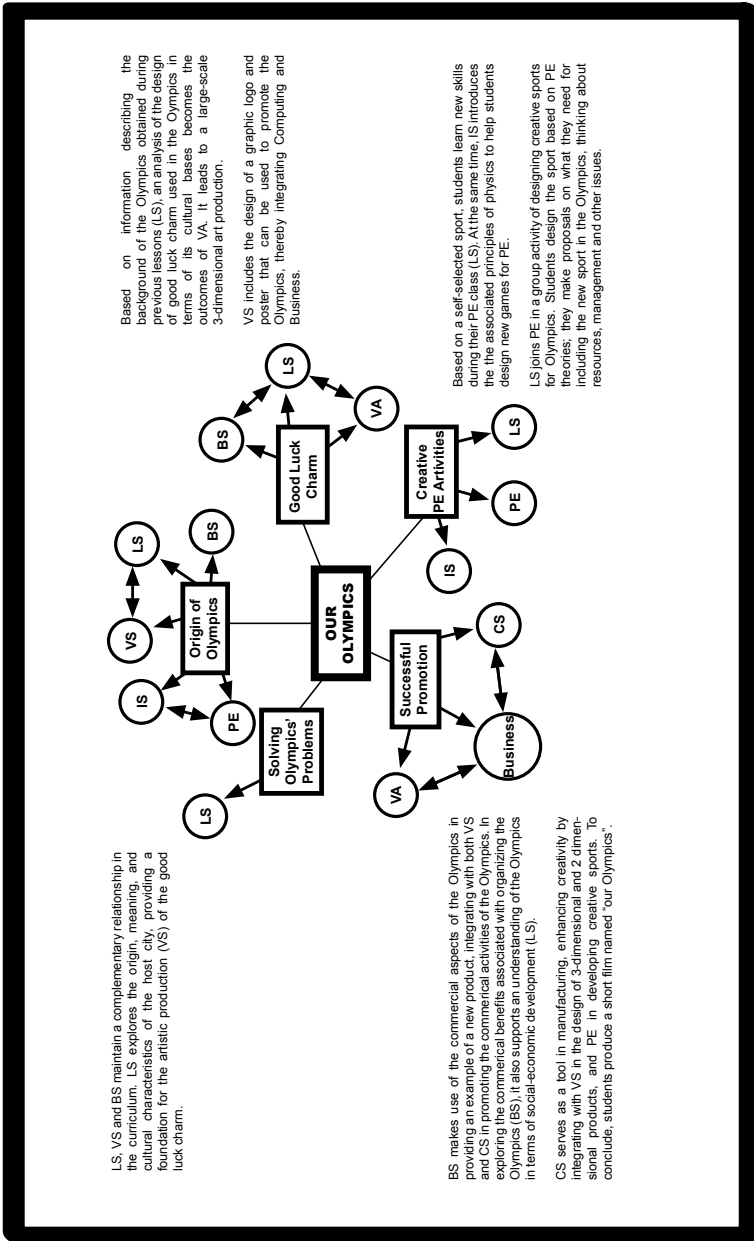 LS, VS and BS maintain a complementary relationship in
the curriculum. LS explores the origin, meaning, and
cultural characteristics of the host city, providing a
foundation for the artistic production (VS) of the good
luck charm.
BS makes use of the commercial aspects of the Olympics in
providing an example of a new product, integrating with both VS
and CS in promoting the commerical activities of the Olympics. In
exploring the commerical benefits associated with organizing the
Olympics (BS), it also supports an understanding of the Olympics
in terms of social-economic development (LS).
CS serves as a tool in manufacturing, enhancing creativity by
integrating with VS in the design of 3-dimensional and 2 dimen-
sional products, and PE in developing creative sports. To
conclude, students produce a short film named “our Olympics”.
LS
IS
PE
VS
LS
BS
Solving
Olympics’
Problems
Origin of
Olympics
BS
LS
VA
Good Luck
Charm
OUR
OLYMPICS
Successful
Promotion
VA
Business
CS
Creative
PE Artivities
IS
PE
LS
Based on information describing the
background of the Olympics obtained during
previous lessons (LS), an analysis of the design
of good luck charm used in the Oympics in
terms of its cultural bases becomes the
outcomes of VA. It leads to a large-scale
3-dimensional art production.
VS includes the design of a graphic logo and
poster that can be used to promote the
Olympics, thereby integrating Computing and
Business.
Based on a self-selected sport, students learn new skills
during their PE class (LS). At the same time, IS introduces
the the associated principles of physics to help students
design new games for PE.
LS joins PE in a group activity of designing creative sports
for Olympics. Students design the sport based on PE
theories; they make proposals on what they need for
including the new sport in the Olympics, thinking about
resources, management and other issues.